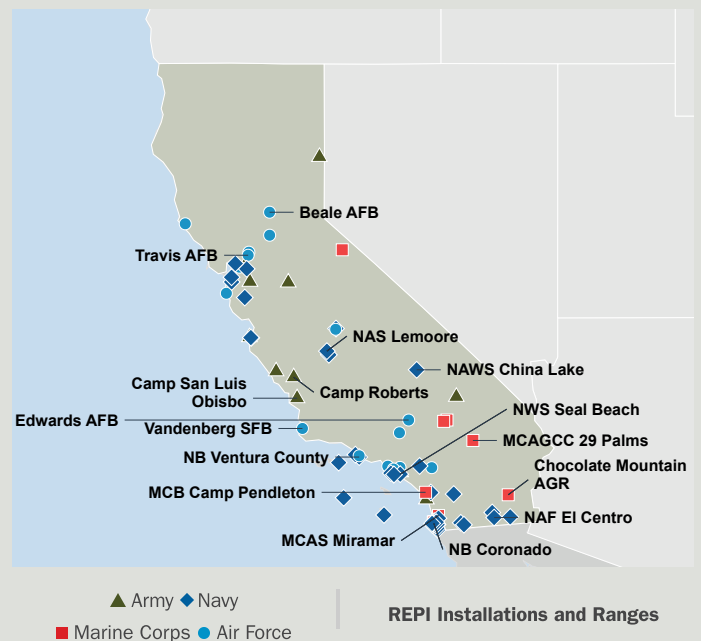 Beale AFB
Travis AFB
NAS Lemoore
NAWS China Lake
Camp San Luis
Obisbo
Camp Roberts
NWS Seal Beach
Edwards AFB
Vandenberg SFB
MCAGCC 29 Palms
NB Ventura County
Chocolate Mountain
AGR
MCB Camp Pendleton
NAF El Centro
MCAS Miramar
NB Coronado
Army
Navy
Marine Corps
Air Force
REPI Installations and Ranges